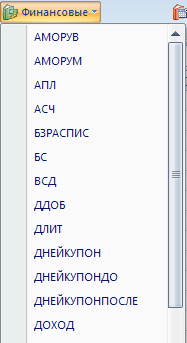 Финансовые
АМОРУВ
АМОРУМ
АПЛ
АСЧ
БЗРАСПИС
БС
ВСД
ДДОБ
ДЛИТ
ДНЕЙКУПОН
ДНЕЙКУПОНДО
ДНЕЙКУПОНПОСЛЕ
ДОХОД